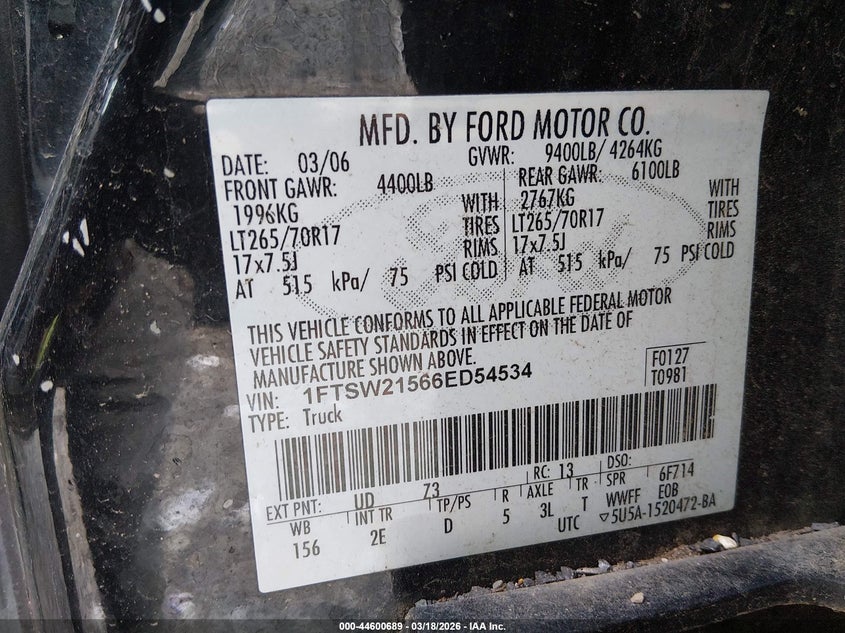 MFD. BY FORD MOTOR CO.
DATE: 03/06 GVWR: 9400LB/ 4264KG
FRONT GAWR: 4400LB REAR GAWR: 6100LB
1996KG WITH 2767KG WITH
LT265/70R17 TIRES LT265/70R17 TIRES
17x7.5J RIMS 17x7.5J RIMS
AT 515 kPa/ 75 PSI COLD AT 515 kPa/ 75 PSI COLD
THIS VEHICLE CONFORMS TO ALL APPLICABLE FEDERAL MOTOR
VEHICLE SAFETY STANDARDS IN EFFECT ON THE DATE OF
MANUFACTURE SHOWN ABOVE.
VIN: 1FTSW21566ED54534 F0127
TYPE: Truck T0981
EXT PNT: UD 73 RC: 13 DSO:
WB INT TR TP/PS R AXLE TR SPR 6F714
156 2E D 5 3L T WWFF EOB
UTC ▽5U5A-1520472-BA
000-44600689 | 03/18/2026 - IAA Inc.